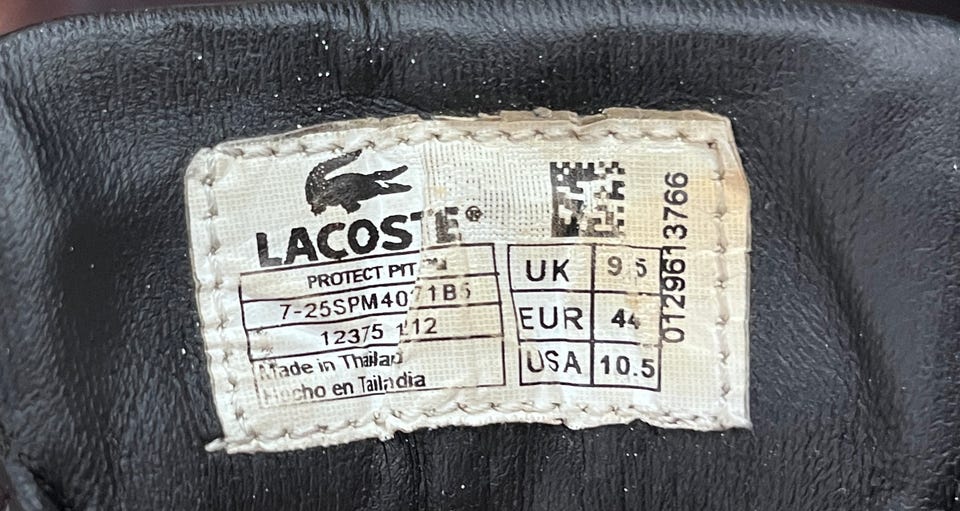 LACOSTE®
PROTECT PIT
7-25SPM4071B5
12375 112
Made in Thailand
Hecho en Tailandia
UK 9.5
EUR 44
USA 10.5
0129613766